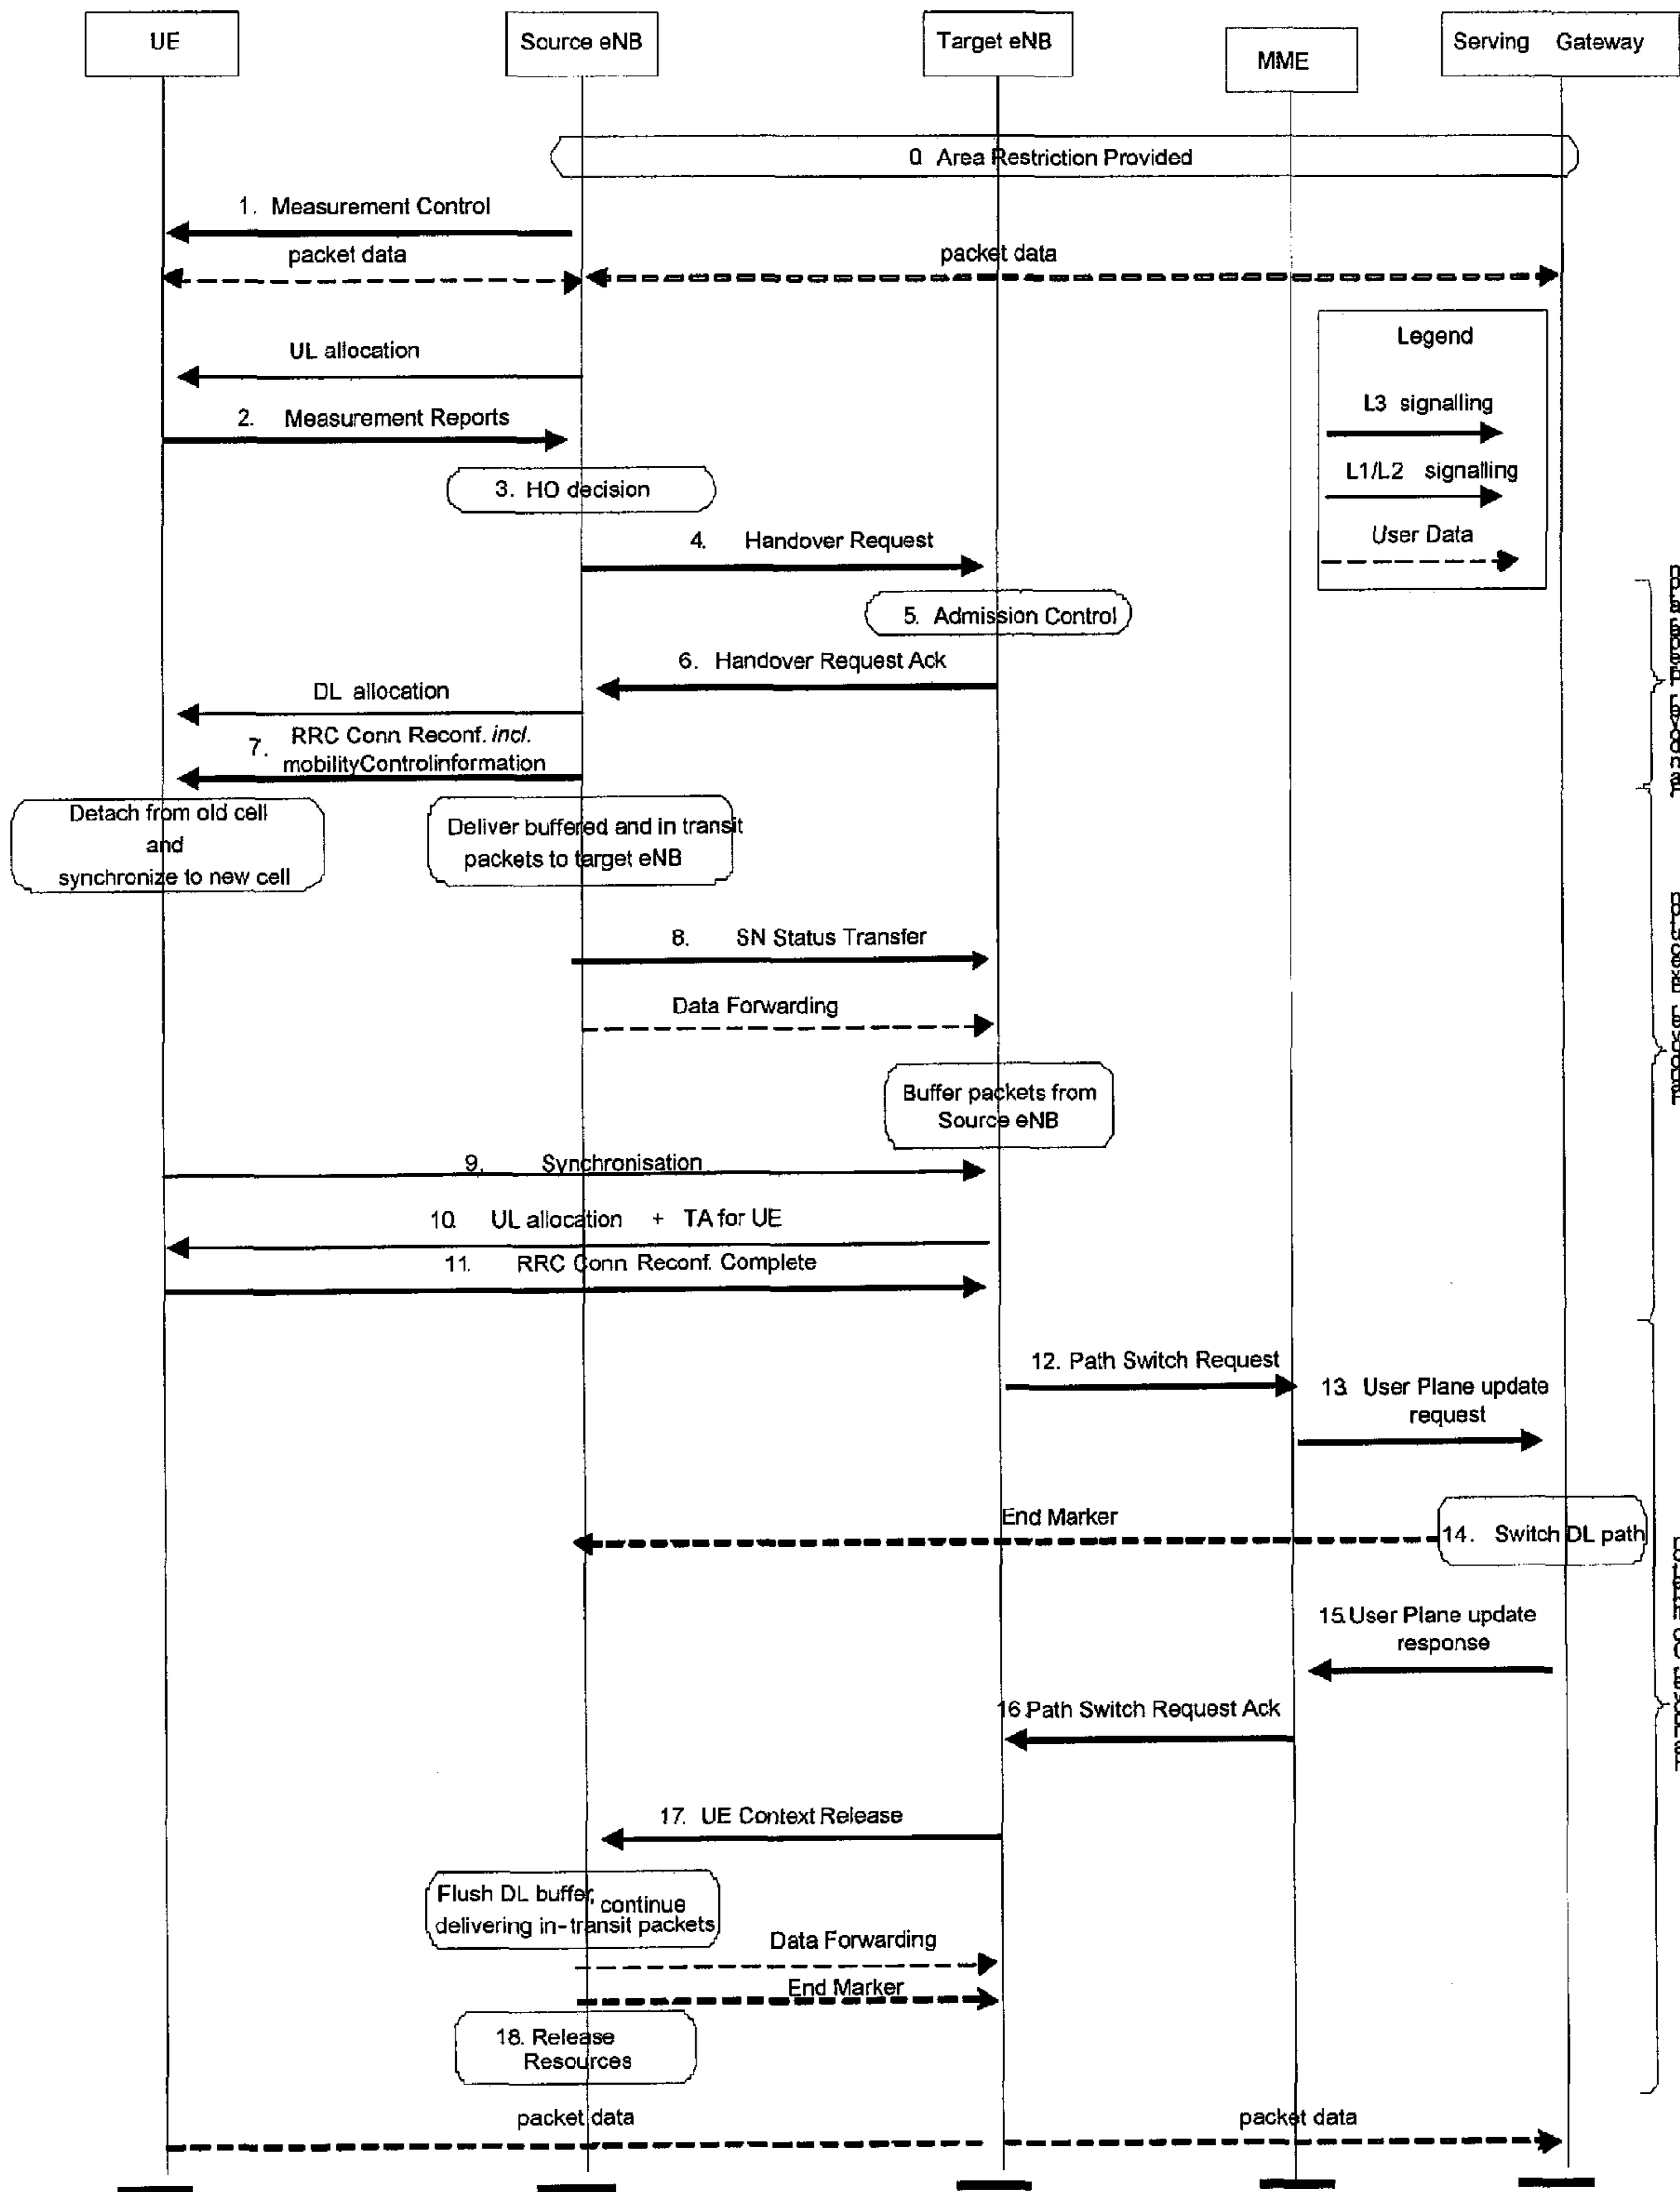 UE
Source eNB
Target eNB
MME
Serving Gateway
0. Area Restriction Provided
1. Measurement Control
packet data
packet data
Legend
UL allocation
L3 signalling
2. Measurement Reports
L1/L2 signalling
3. HO decision
User Data
4. Handover Request
5. Admission Control
6. Handover Request Ack
DL allocation
7. RRC Conn. Reconf. incl.
mobilityControlinformation
Detach from old cell
and
synchronize to new cell
Deliver buffered and in transit
packets to target eNB
8. SN Status Transfer
Data Forwarding
Buffer packets from
Source eNB
9. Synchronisation
10. UL allocation + TA for UE
11. RRC Conn. Reconf. Complete
12. Path Switch Request
13. User Plane update
request
End Marker
14. Switch DL path
15. User Plane update
response
16. Path Switch Request Ack
17. UE Context Release
Flush DL buffer, continue
delivering in-transit packets
Data Forwarding
End Marker
18. Release
Resources
packet data
packet data